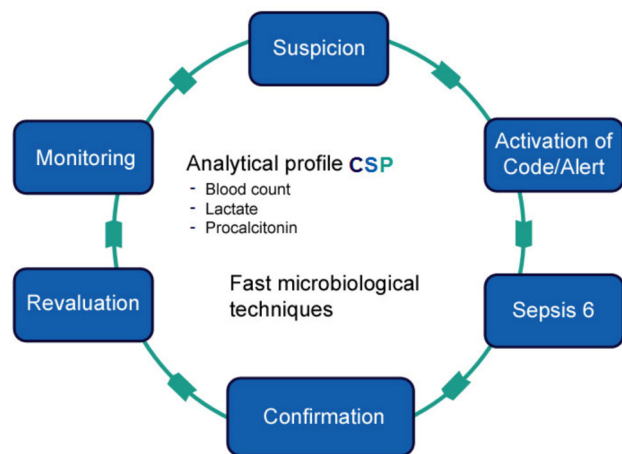 Suspicion
Activation of
Code/Alert
Sepsis 6
Confirmation
Revaluation
Monitoring
Analytical profile CSP
- Blood count
- Lactate
- Procalcitonin
Fast microbiological
techniques